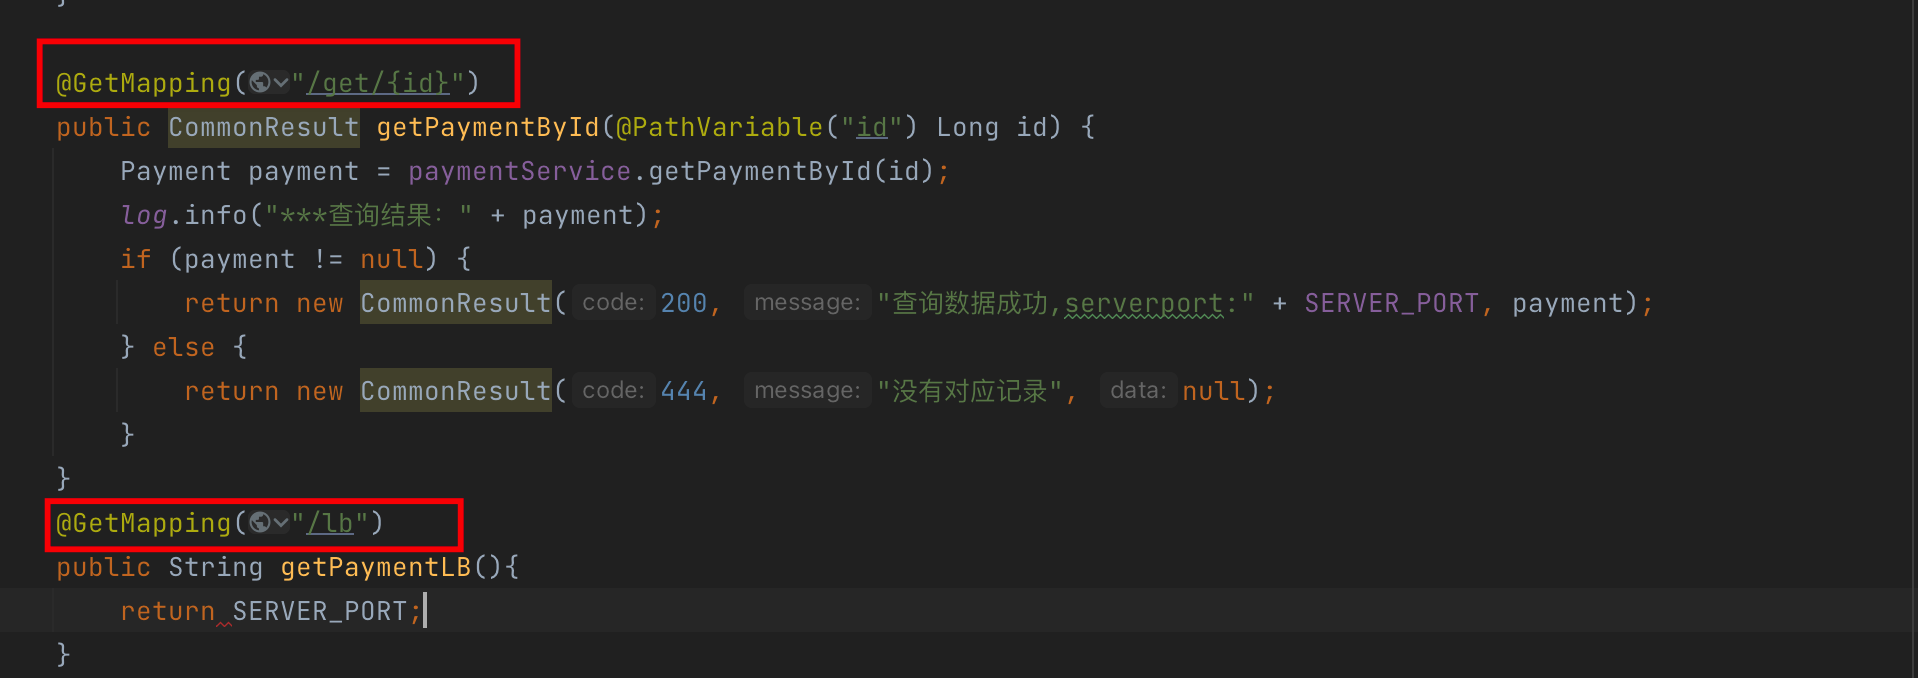 }
@GetMapping("/get/{id}")
public CommonResult getPaymentById(@PathVariable("id") Long id) {
Payment payment = paymentService.getPaymentById(id);
log.info("***查询结果：" + payment);
if (payment != null) {
return new CommonResult( code: 200, message: "查询数据成功,serverport:" + SERVER_PORT, payment);
} else {
return new CommonResult( code: 444, message: "没有对应记录", data: null);
}
}
@GetMapping("/lb")
public String getPaymentLB(){
return SERVER_PORT;
}